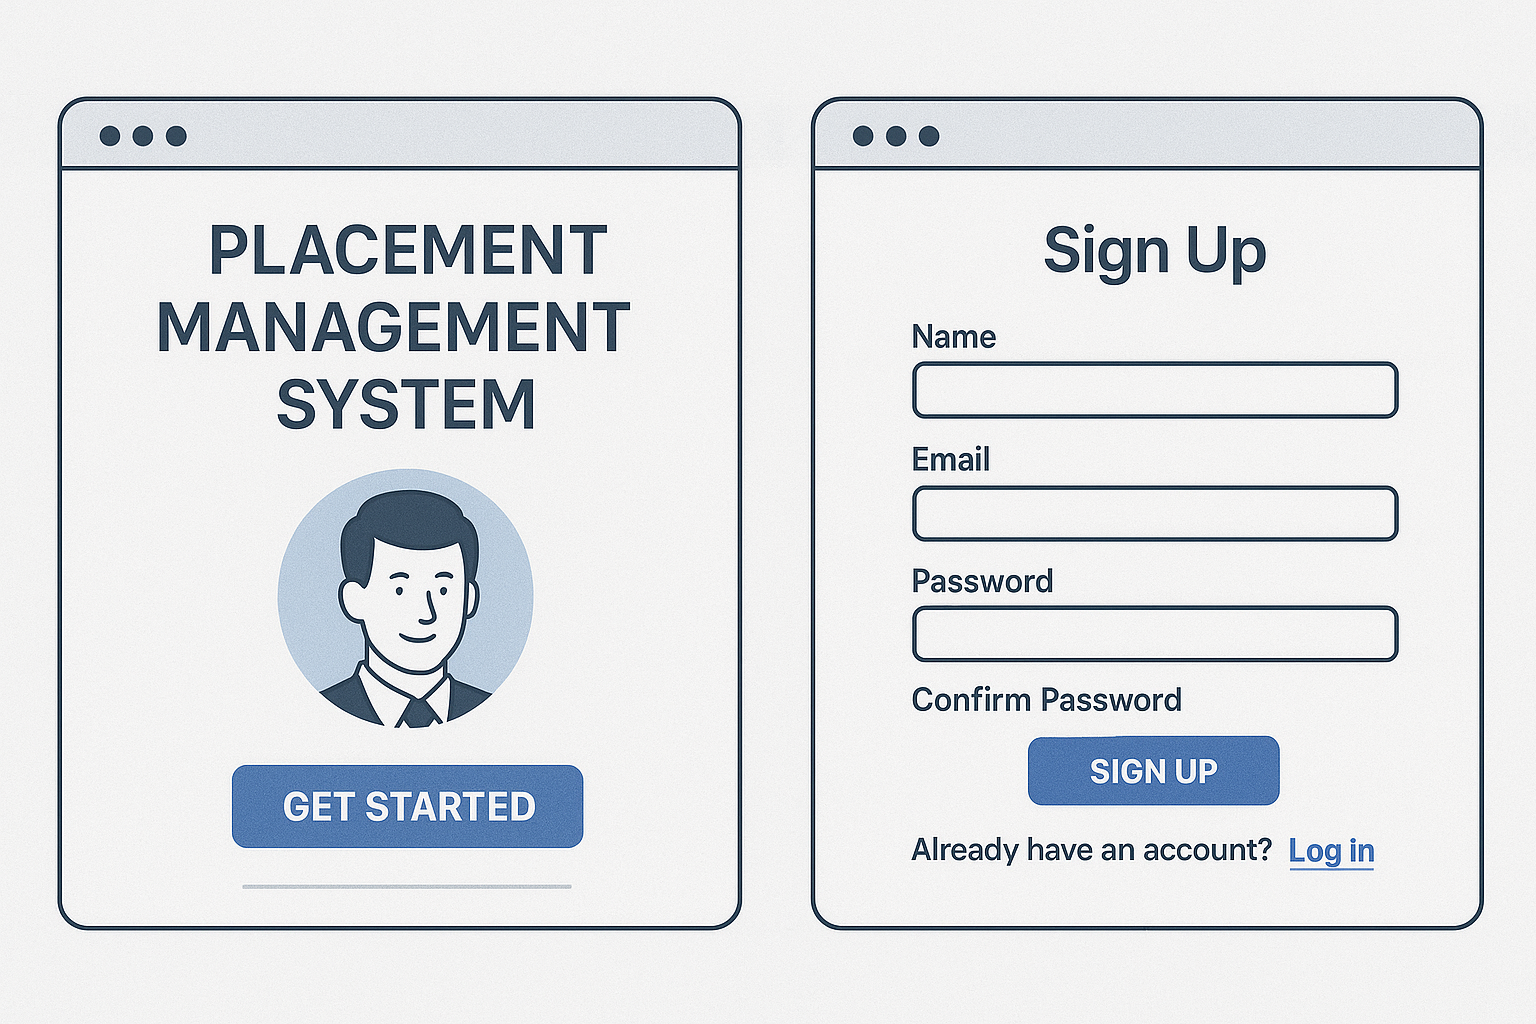 PLACEMENT
MANAGEMENT
SYSTEM
GET STARTED
Sign Up
Name
Email
Password
Confirm Password
SIGN UP
Already have an account? Log in